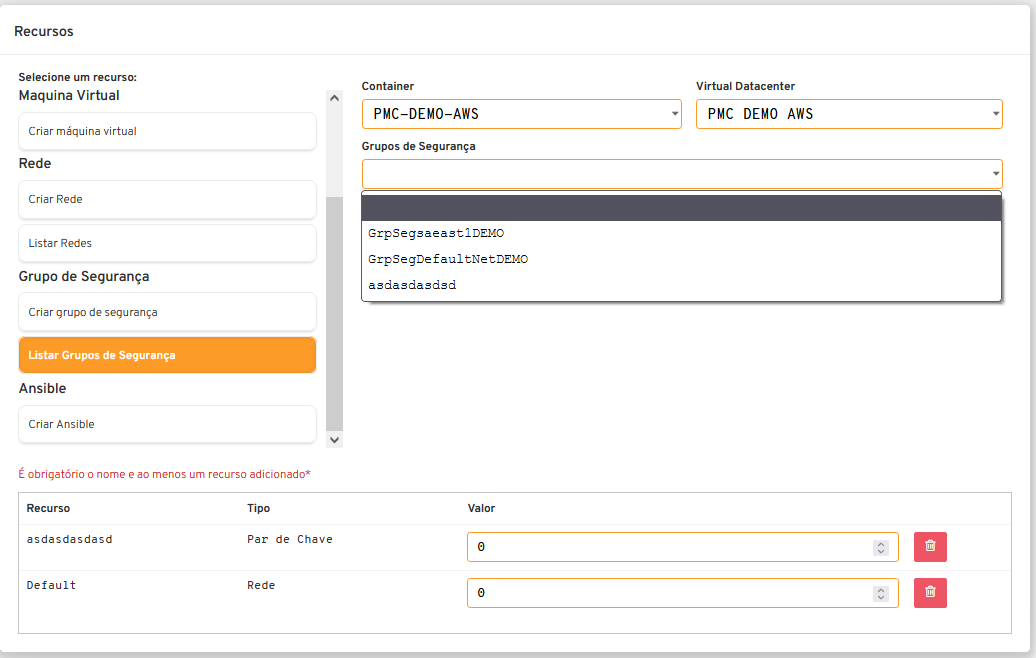 Recursos
Selecione um recurso:
Maquina Virtual
Criar máquina virtual
Rede
Criar Rede
Listar Redes
Grupo de Segurança
Criar grupo de segurança
Listar Grupos de Segurança
Ansible
Criar Ansible
Container
Virtual Datacenter
PMC-DEMO-AWS
PMC DEMO AWS
Grupos de Segurança
GrpSegsaeast1DEMO
GrpSegDefaultNetDEMO
asdasdasdsd
É obrigatório o nome e ao menos um recurso adicionado*
Recurso Tipo Valor
asdasdasdasd Par de Chave 0
Default Rede 0